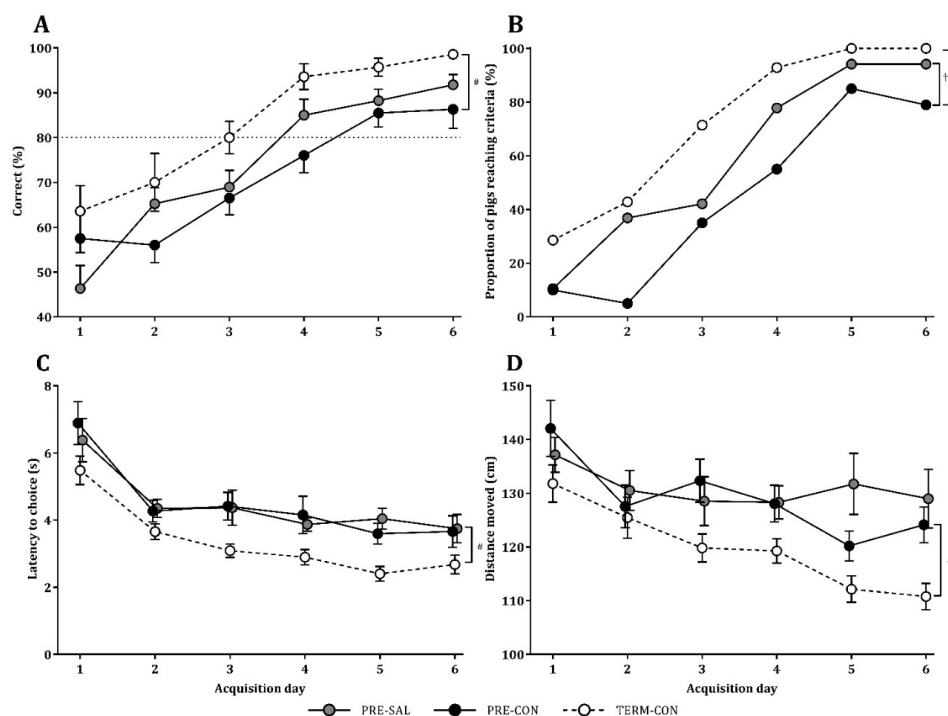 A
B
Correct (%)
100
90
80
70
60
50
40
1 2 3 4 5 6
#
Proportion of pigs reaching criteria (%)
100
80
60
40
20
0
1 2 3 4 5 6
†
C
D
Latency to choice (s)
8
6
4
2
0
1 2 3 4 5 6
Acquisition day
#
Distance moved (cm)
150
140
130
120
110
100
1 2 3 4 5 6
Acquisition day
PRE-SAL PRE-CON TERM-CON